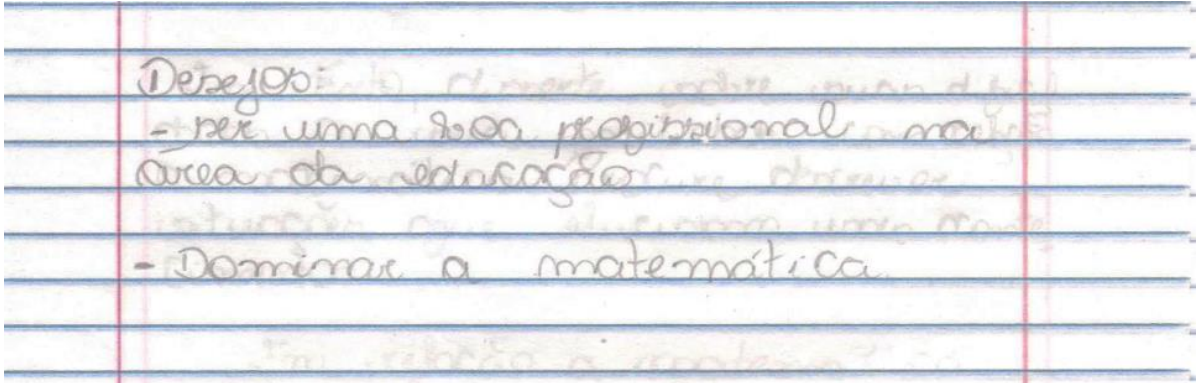 Desejos:
- ser uma boa profissional na
área da educação
- Dominar a matemática